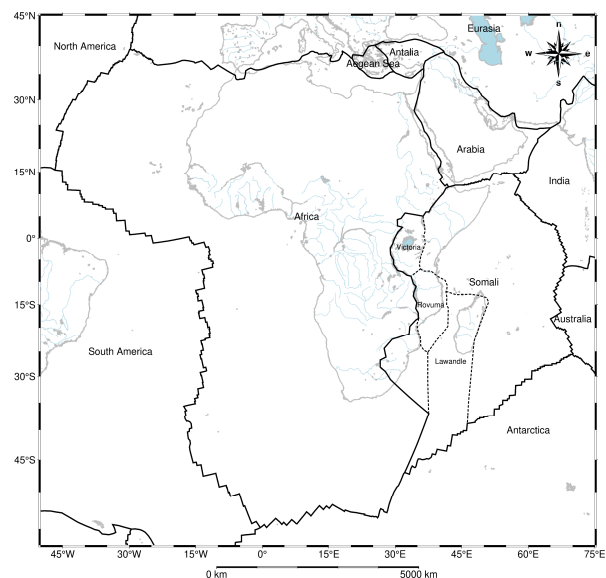 Eurasia
n
North America
Antalia
w
e
Aegean Sea
s
45°N
30°N
Arabia
15°N
India
Africa
0°
Victoria
Somali
Rovuma
15°S
Australia
South America
Lawandle
30°S
Antarctica
45°S
45°W 30°W 15°W 0° 15°E 30°E 45°E 60°E 75°E
0 km 5000 km